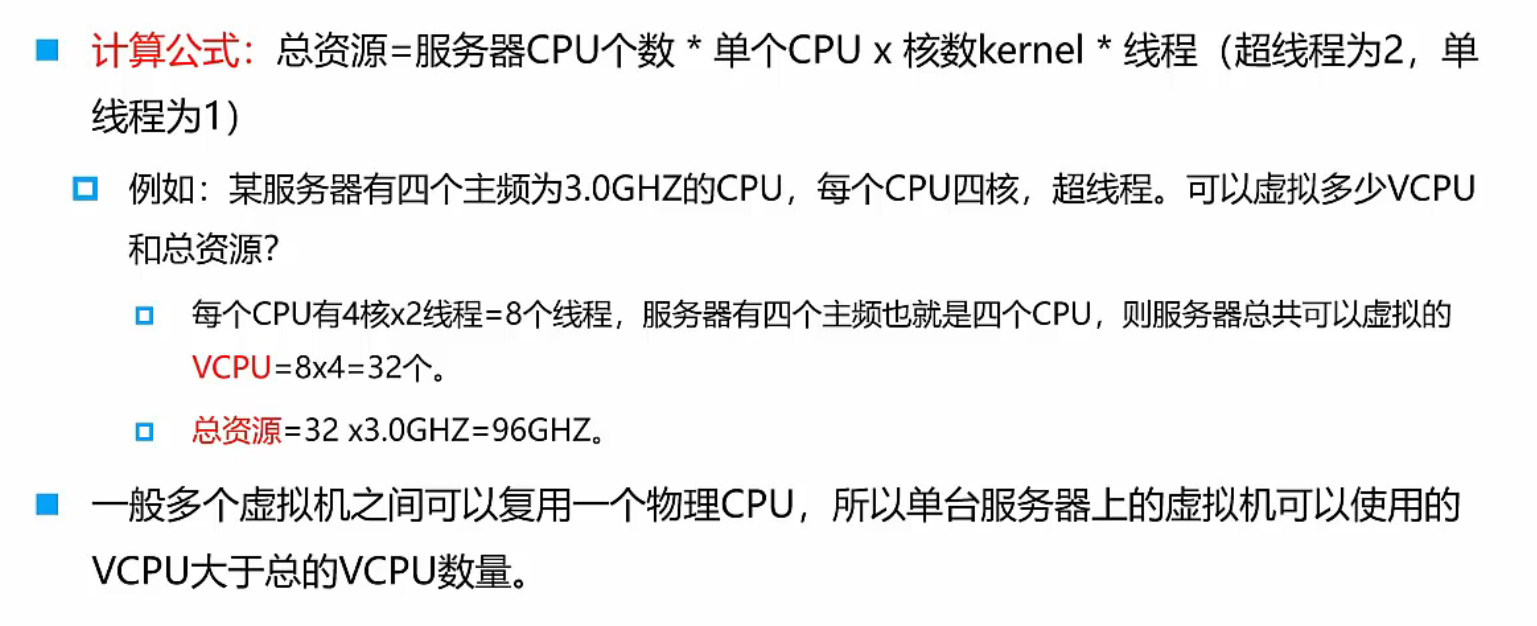 计算公式：总资源=服务器CPU个数 * 单个CPU x 核数kernel * 线程（超线程为2，单
线程为1）
例如：某服务器有四个主频为3.0GHZ的CPU，每个CPU四核，超线程。可以虚拟多少VCPU
和总资源？
每个CPU有4核x2线程=8个线程，服务器有四个主频也就是四个CPU，则服务器总共可以虚拟的
VCPU=8x4=32个。
总资源=32 x3.0GHZ=96GHZ。
一般多个虚拟机之间可以复用一个物理CPU，所以单台服务器上的虚拟机可以使用的
VCPU大于总的VCPU数量。